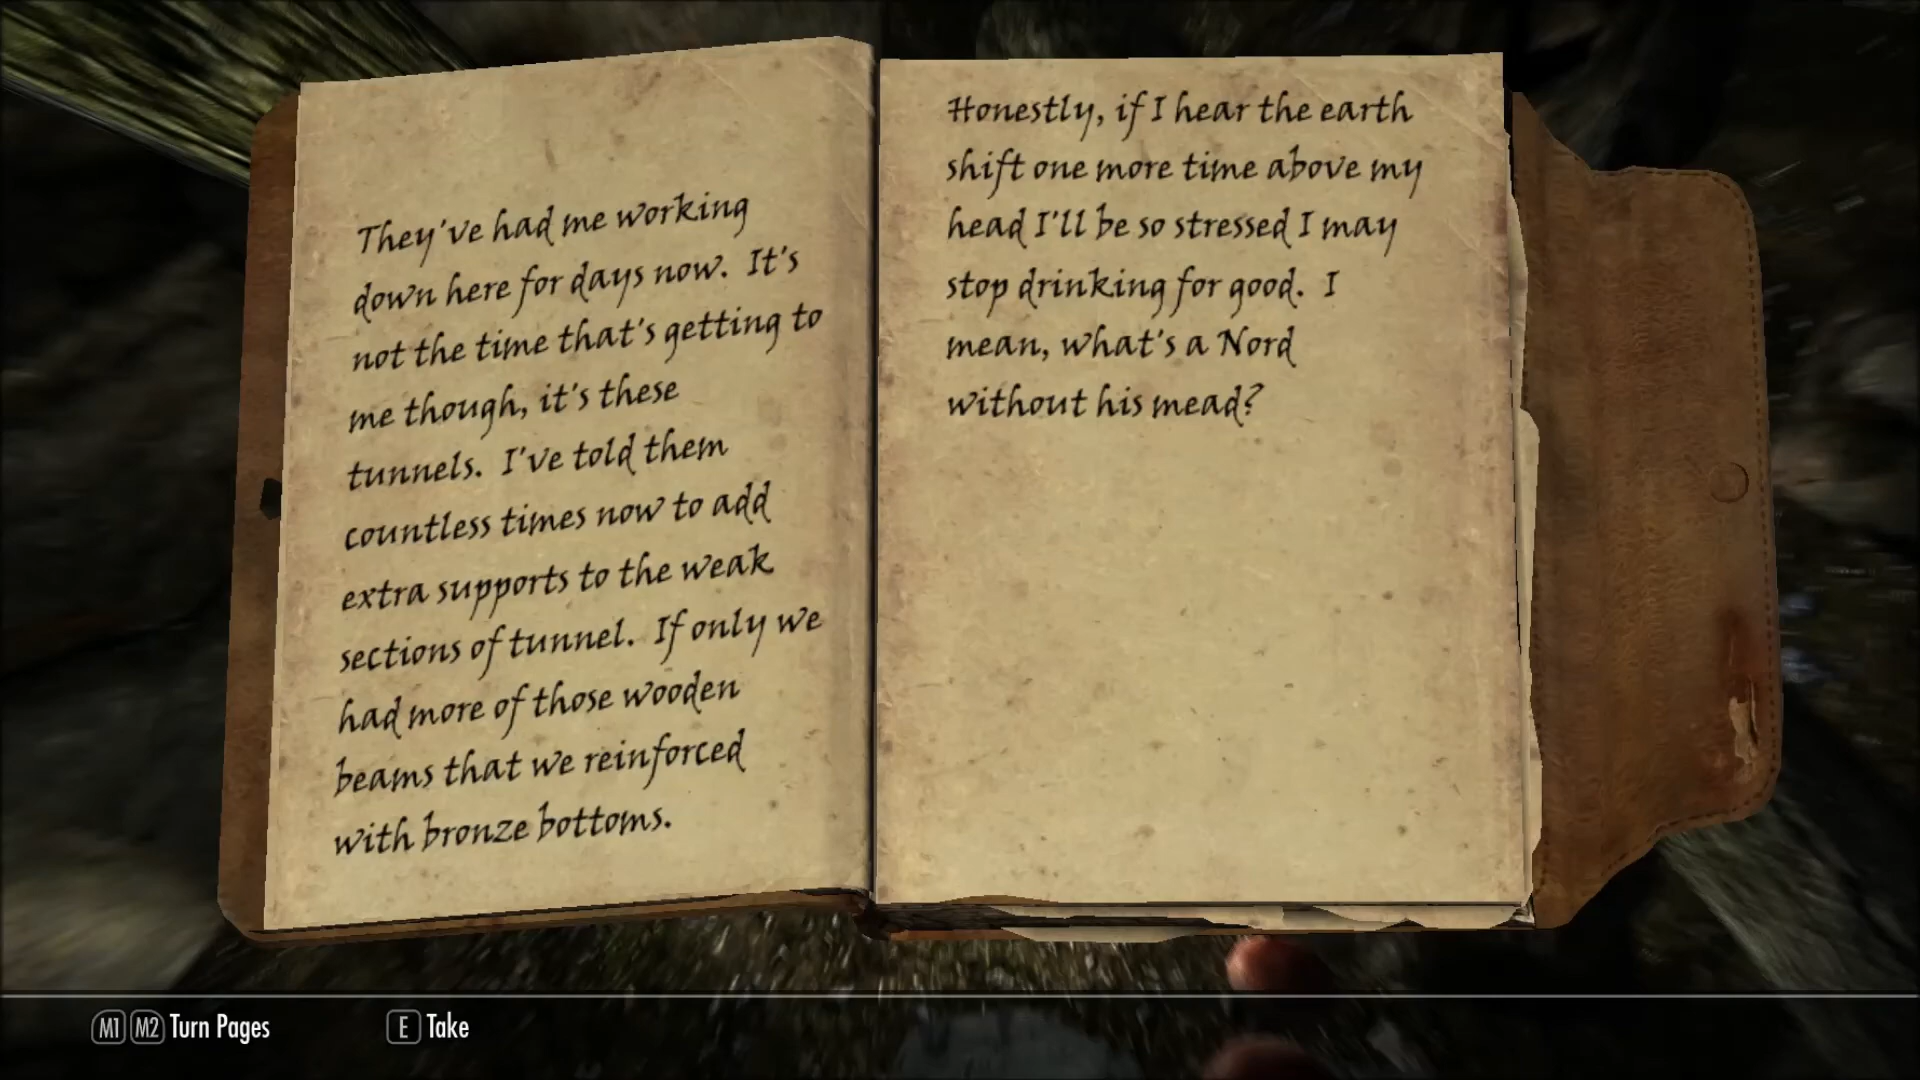 They've had me working
down here for days now.  It's
not the time that's getting to
me though, it's these
tunnels.  I've told them
countless times now to add
extra supports to the weak
sections of tunnel.  If only we
had more of those wooden
beams that we reinforced
with bronze bottoms.
Honestly, if I hear the earth
shift one more time above my
head I'll be so stressed I may
stop drinking for good.  I
mean, what's a Nord
without his mead?
M1 M2 Turn Pages
E Take